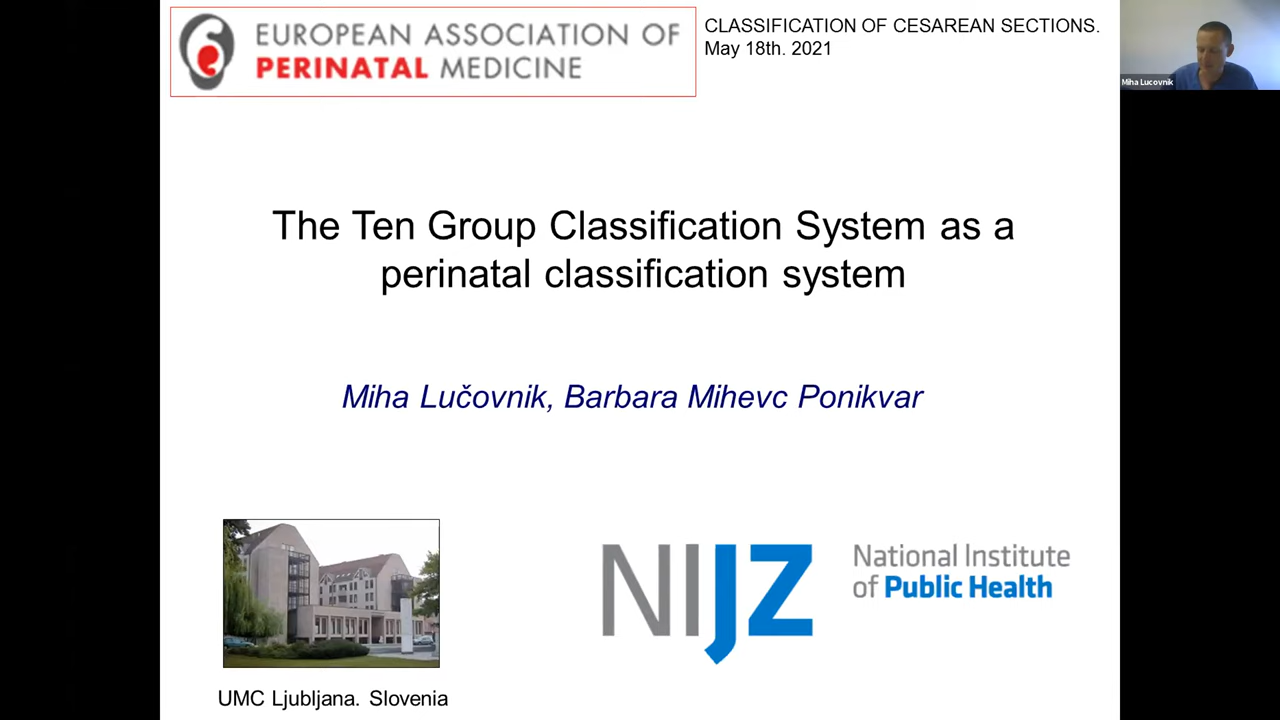 EUROPEAN ASSOCIATION OF
PERINATAL MEDICINE
CLASSIFICATION OF CESAREAN SECTIONS.
May 18th. 2021
Miha Lucovnik
The Ten Group Classification System as a
perinatal classification system
Miha Lučovnik, Barbara Mihevc Ponikvar
NIJZ
National Institute
of Public Health
UMC Ljubljana. Slovenia